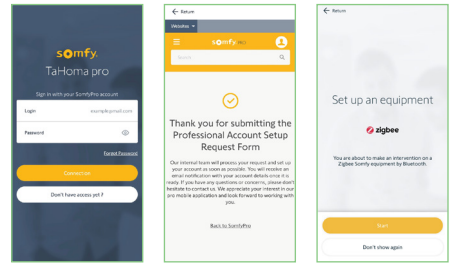 somfy.
TaHoma pro
Sign in with your SomfyPro account
Login
example@gmail.com
Password
Forgot Password
Connection
Don't have access yet ?
← Return
Websites
somfy. PRO
Search
Thank you for submitting the
Professional Account Setup
Request Form
Our internal team will process your request and set up
your account as soon as possible. You will receive an
email notification with your account details once it is
ready. If you have any questions or concerns, please don't
hesitate to contact us. We appreciate your interest in our
pro mobile application and look forward to working with
you.
Back to SomfyPro
← Return
Set up an equipment
zigbee
You are about to make an intervention on a
Zigbee Somfy equipment by Bluetooth.
Start
Don't show again